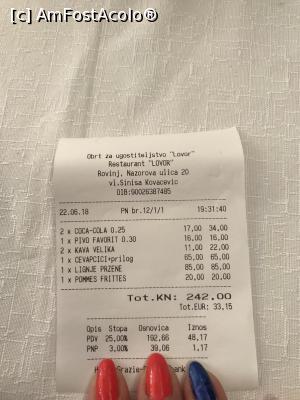 [c] AmFostAcolo®
Obrt za ugostiteljstvo "Lovor"
Restaurant "LOVOR"
Rovinj, Nazorova ulica 20
vl.Sinisa Kovacevic
OIB:90026387485
22.06.18 PN br.12/1/1 19:31:40
2 x COCA-COLA 0.25 17,00 34,00
1 x PIVO FAVORIT 0.30 16,00 16,00
2 x KAVA VELIKA 11,00 22,00
1 x CEVAPCICI+prilog 65,00 65,00
1 x LIGNJE PRZENE 85,00 85,00
1 x POMMES FRITTES 20,00 20,00
Tot.KN: 242,00
Tot.EUR: 33,15
Opis Stopa Osnovica Iznos
PDV 25,00% 192,66 48,17
PNP 3,00% 39,06 1,17